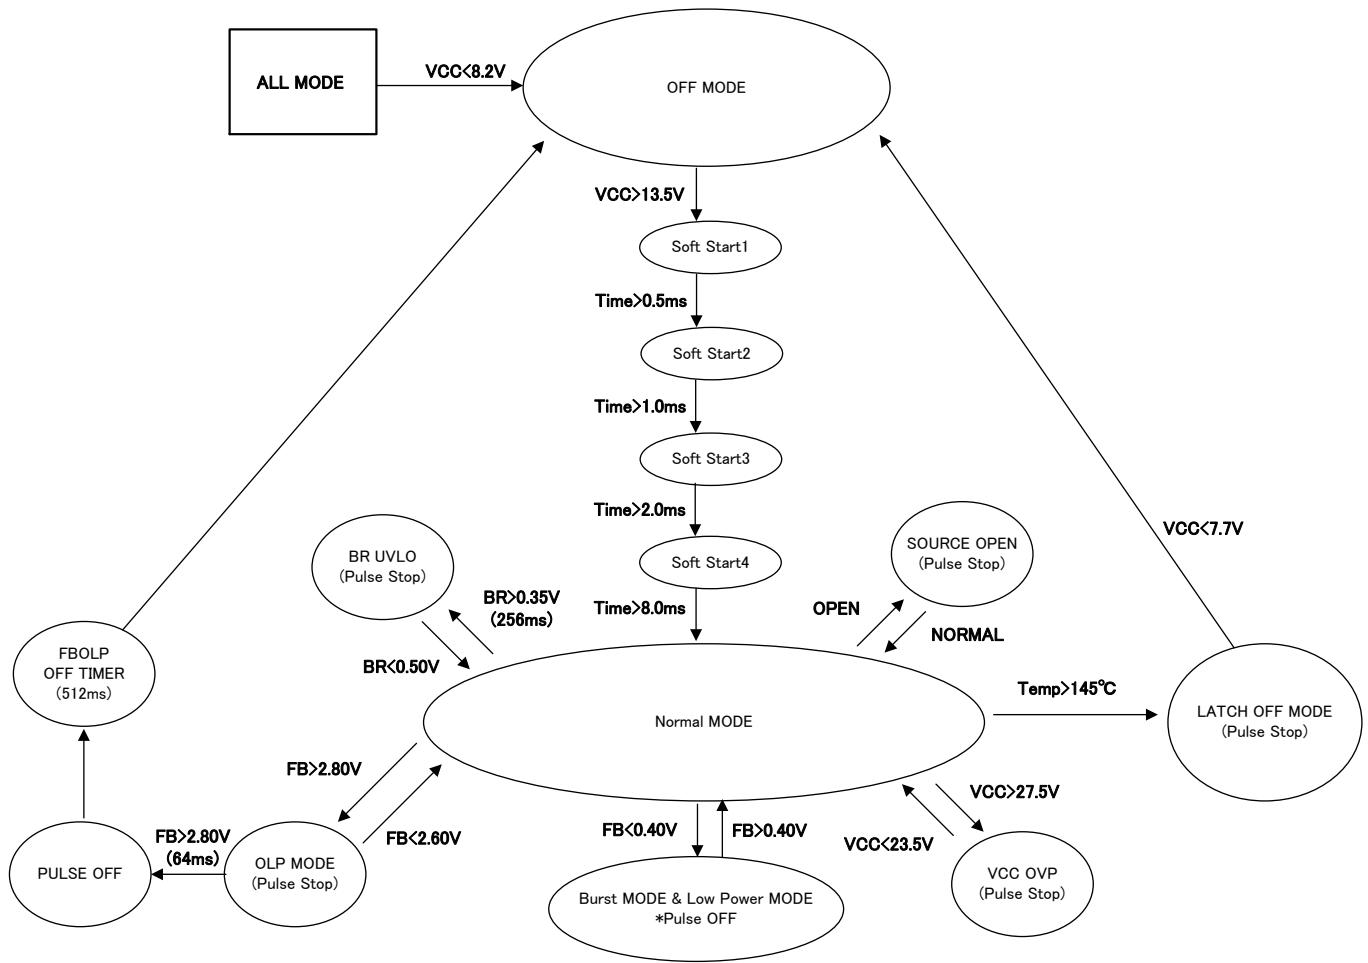 ALL MODE
VCC<8.2V
OFF MODE
VCC>13.5V
Soft Start1
Time>0.5ms
Soft Start2
Time>1.0ms
Soft Start3
Time>2.0ms
Soft Start4
Time>8.0ms
VCC<7.7V
BR UVLO
(Pulse Stop)
BR>0.35V
(256ms)
BR<0.50V
SOURCE OPEN
(Pulse Stop)
OPEN
NORMAL
FBOLP
OFF TIMER
(512ms)
Normal MODE
Temp>145℃
LATCH OFF MODE
(Pulse Stop)
FB>2.80V
FB<2.60V
FB>2.80V
(64ms)
PULSE OFF
OLP MODE
(Pulse Stop)
FB<0.40V
FB>0.40V
Burst MODE & Low Power MODE
*Pulse OFF
VCC>27.5V
VCC<23.5V
VCC OVP
(Pulse Stop)